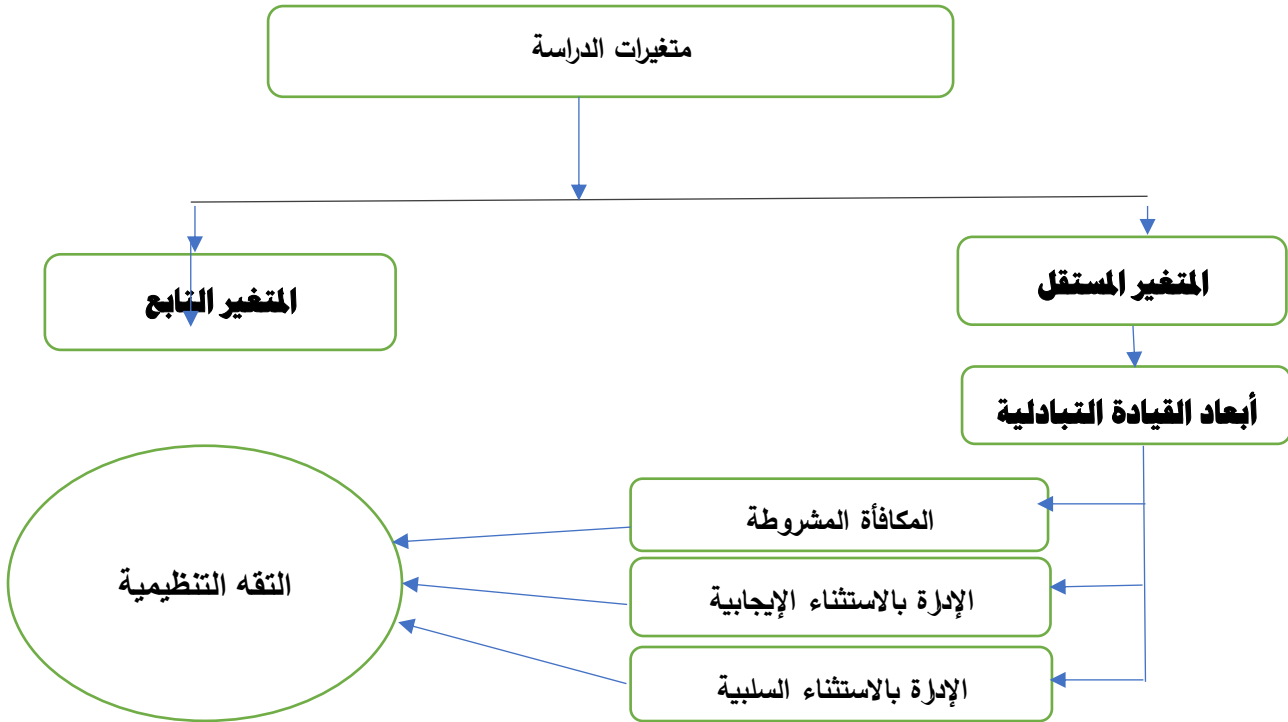 متغيرات الدراسة
المتغير المستقل
المتغير التابع
أبعاد القيادة التبادلية
المكافأة المشروطة
الإدارة بالاستثناء الإيجابية
الإدارة بالاستثناء السلبية
التقه التنظيمية